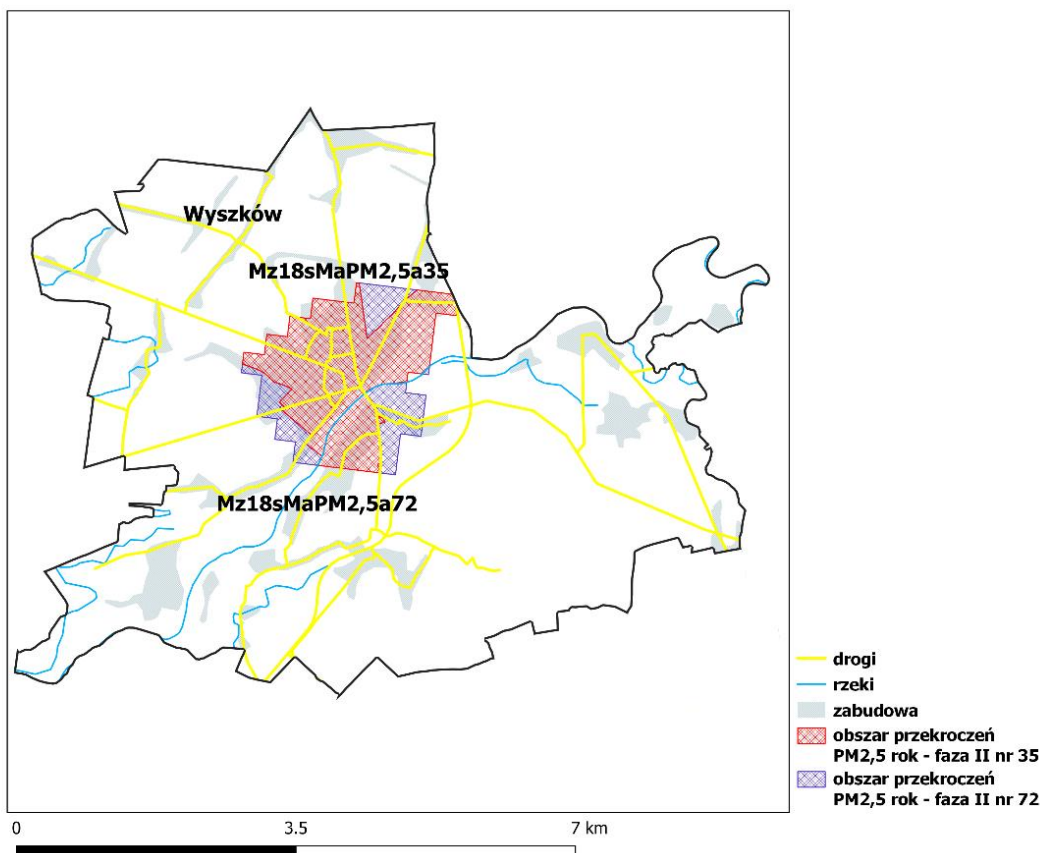 Wyszków
Mz18sMaPM2,5a35
Mz18sMaPM2,5a72
drogi
rzeki
zabudowa
obszar przekroczeń
PM2,5 rok - faza II nr 35
obszar przekroczeń
PM2,5 rok - faza II nr 72
0 3.5 7 km